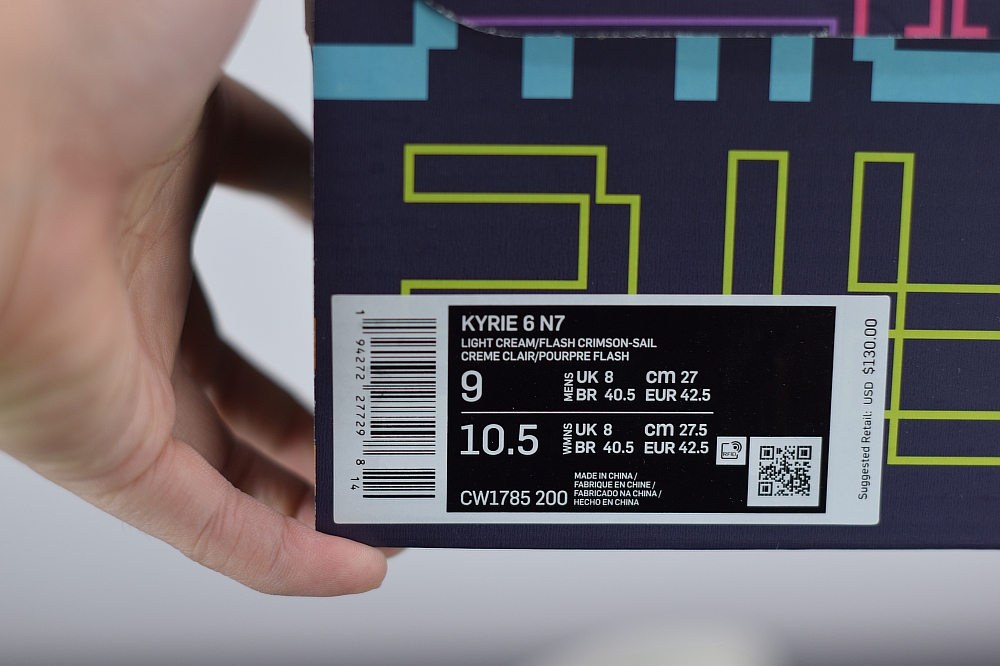 KYRIE 6 N7
LIGHT CREAM/FLASH CRIMSON-SAIL
CREME CLAIR/POURPRE FLASH
9 MENS UK 8 cm 27
BR 40.5 EUR 42.5
10.5 WMNS UK 8 cm 27.5
BR 40.5 EUR 42.5
RFID
CW1785 200
MADE IN CHINA /
FABRIQUE EN CHINE /
FABRICADO NA CHINA /
HECHO EN CHINA
1 94272 27729 8 14
Suggested Retail: USD $130.00